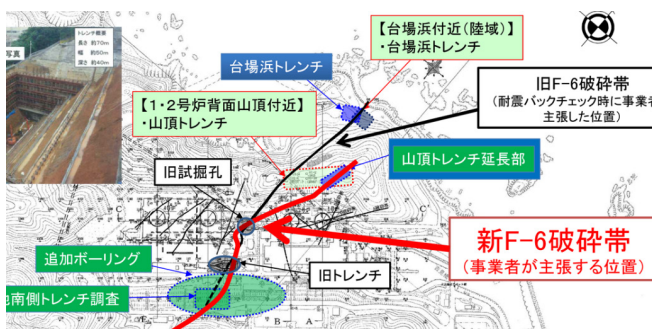 トレンチ概要
長さ 約70m
幅 約50m
深さ 約40m
写真
【台場浜付近(陸域)】
・台場浜トレンチ
台場浜トレンチ
旧F-6破砕帯
(耐震バックチェック時に事業者
主張した位置)
【1・2号炉背面山頂付近】
・山頂トレンチ
山頂トレンチ延長部
旧試掘孔
新F-6破砕帯
(事業者が主張する位置)
追加ボーリング
旧トレンチ
南側トレンチ調査
B
A